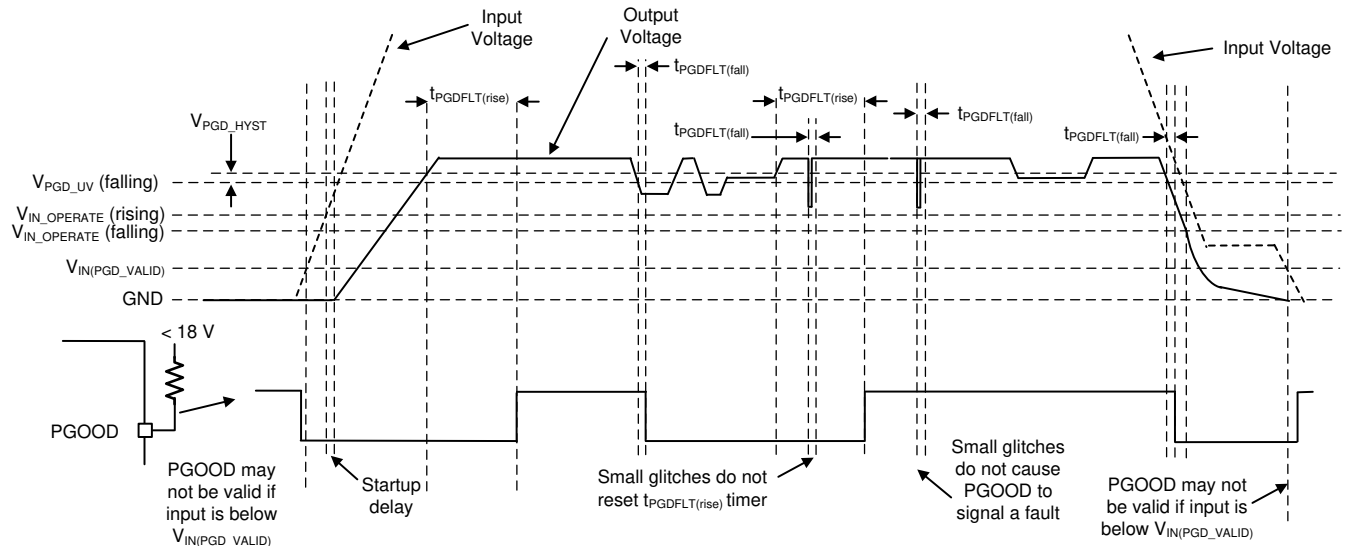 Input
Voltage
Output
Voltage
Input Voltage
tPGDFLT(fall)
tPGDFLT(rise)
tPGDFLT(rise)
tPGDFLT(fall)
tPGDFLT(fall)
tPGDFLT(fall)
VPGD_HYST
VPGD_UV (falling)
VIN_OPERATE (rising)
VIN_OPERATE (falling)
VIN(PGD_VALID)
GND
< 18 V
PGOOD
PGOOD may
not be valid if
input is below
VIN(PGD_VALID)
Startup
delay
Small glitches do not
reset tPGDFLT(rise) timer
Small glitches
do not cause
PGOOD to
signal a fault
PGOOD may not
be valid if input is
below VIN(PGD_VALID)